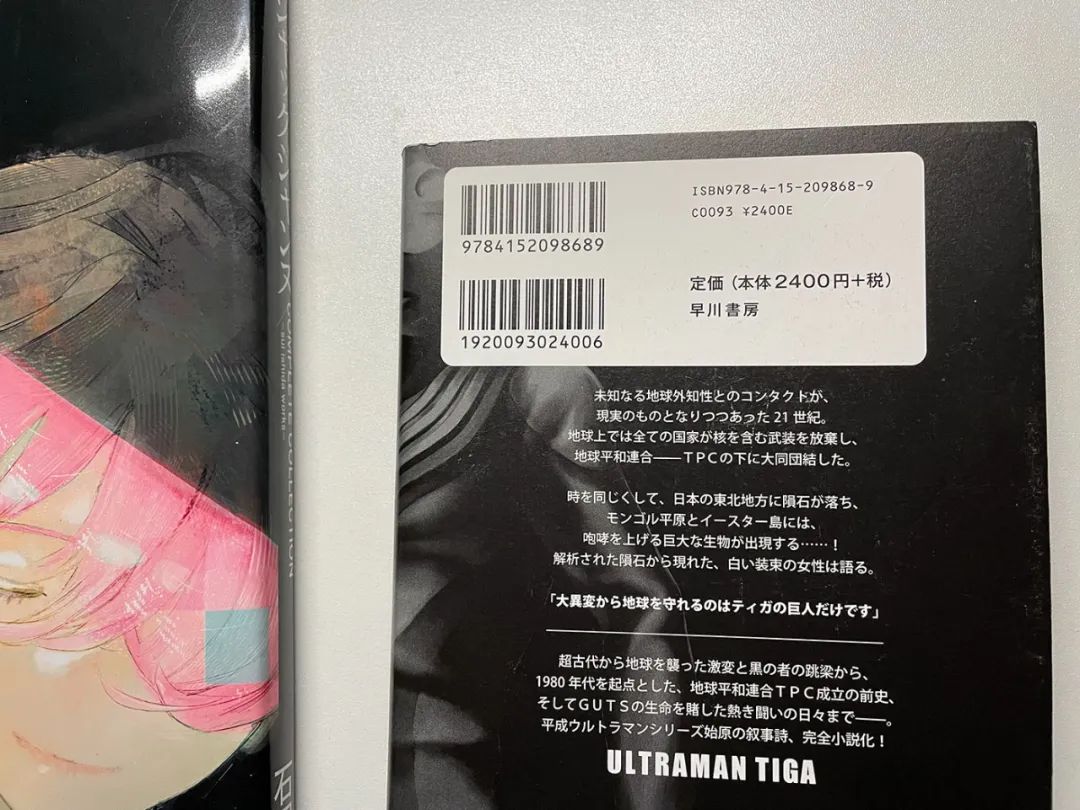 COMPLETE COLLECTION
—sui ishida works—
石
ISBN978-4-15-209868-9
C0093 ¥2400E
9784152098689
定価(本体2400円+税)
早川書房
1920093024006
未知なる地球外知性とのコンタクトが、
現実のものとなりつつあった21世紀。
地球上では全ての国家が核を含む武装を放棄し、
地球平和連合――TPCの下に大同団結した。
時を同じくして、日本の東北地方に隕石が落ち、
モンゴル平原とイースター島には、
咆哮を上げる巨大な生物が出現する……!
解析された隕石から現れた、白い装束の女性は語る。
「大異変から地球を守れるのはティガの巨人だけです」
超古代から地球を襲った激変と黒の者の跳梁から、
1980年代を起点とした、地球平和連合TPC成立の前史、
そしてGUTSの生命を賭した熱き闘いの日々まで――。
平成ウルトラマンシリーズ始原の叙事詩、完全小説化!
ULTRAMAN TIGA